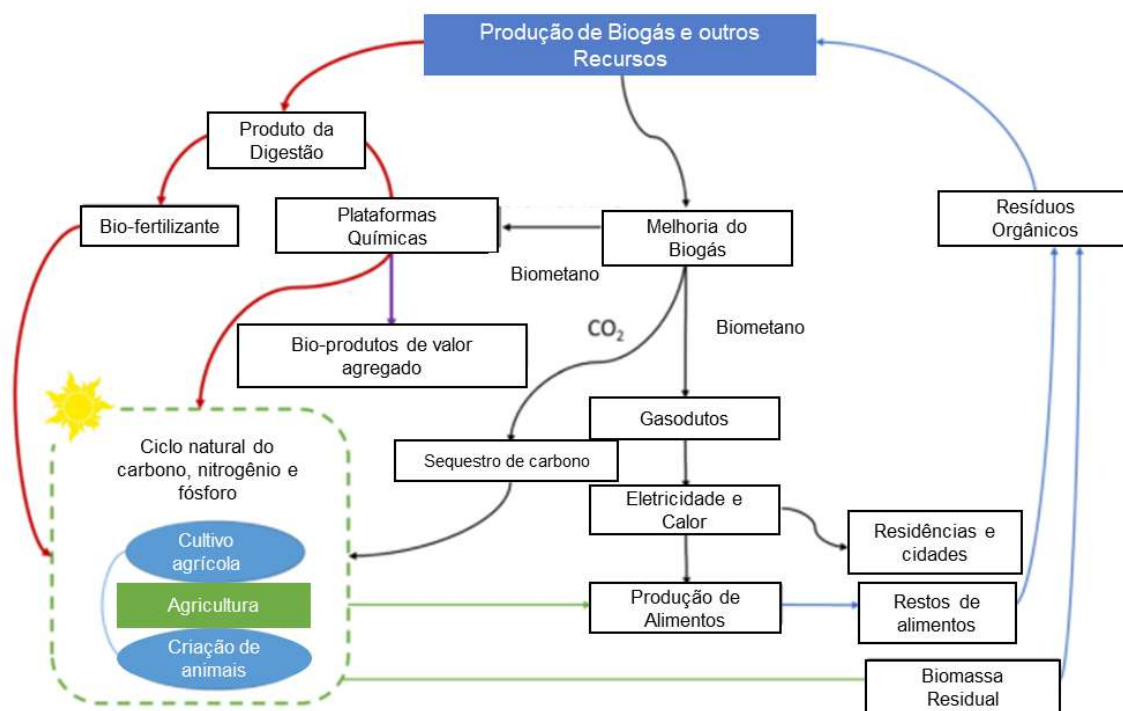 Produção de Biogás e outros
Recursos
Produto da
Digestão
Bio-fertilizante
Plataformas
Químicas
Melhoria do
Biogás
Resíduos
Orgânicos
Biometano
CO₂
Biometano
Bio-produtos de valor
agregado
Gasodutos
Ciclo natural do
carbono, nitrogênio e
fósforo
Sequestro de carbono
Eletricidade e
Calor
Residências e
cidades
Cultivo
agrícola
Agricultura
Produção de
Alimentos
Restos de
alimentos
Criação de
animais
Biomassa
Residual